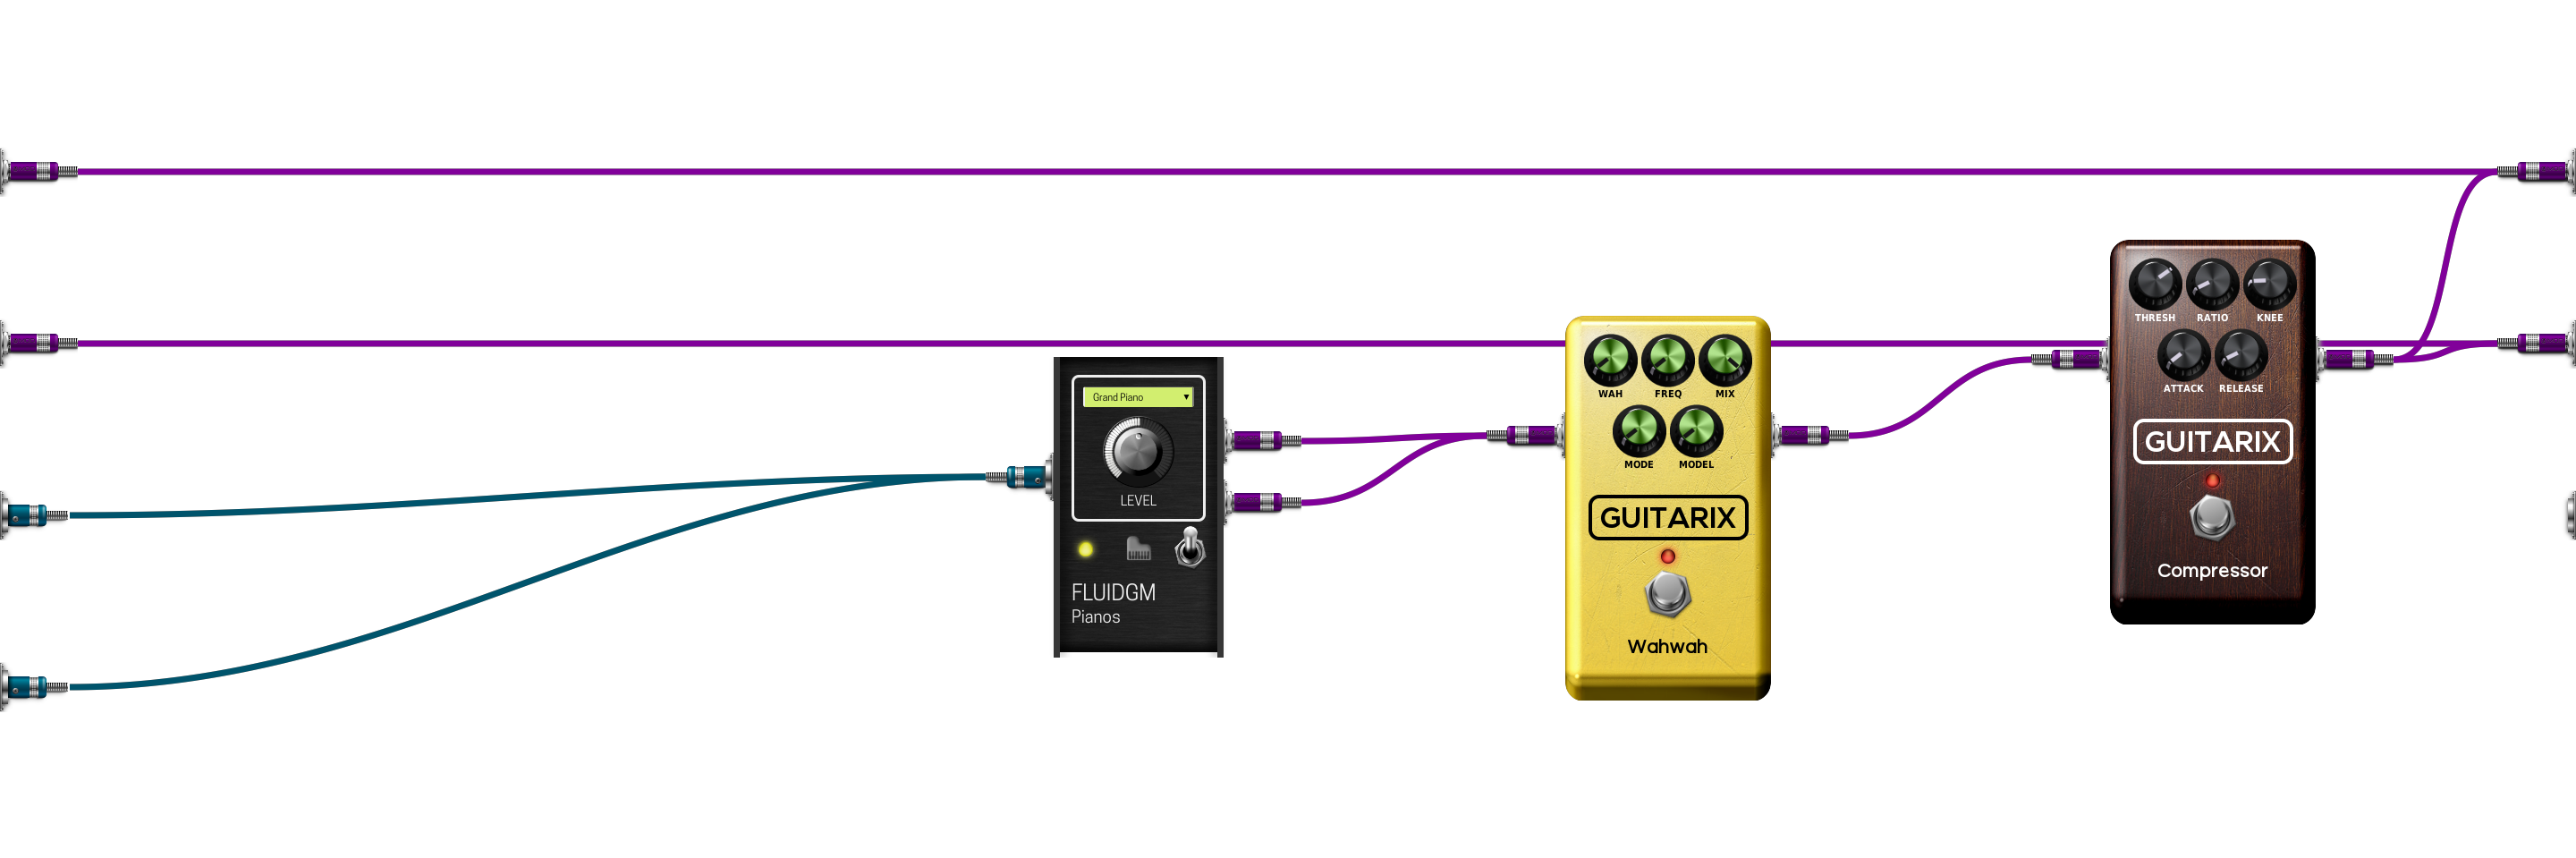 Grand Piano
LEVEL
FLUIDGM
Pianos
WAH FREQ MIX
MODE MODEL
GUITARIX
Wahwah
THRESH RATIO KNEE
ATTACK RELEASE
GUITARIX
Compressor